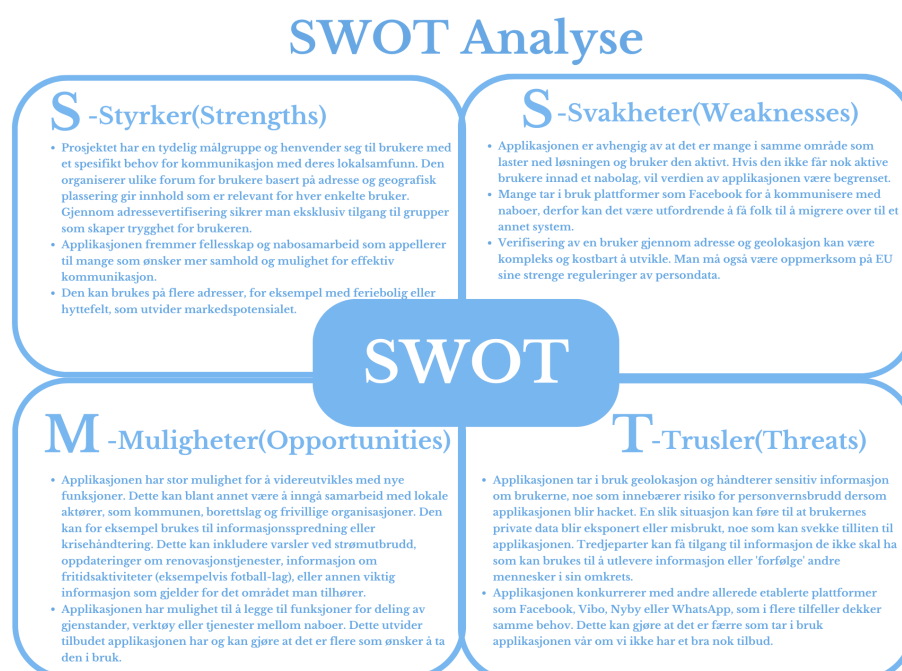 SWOT Analyse
S -Styrker(Strengths)
• Prosjektet har en tydelig målgruppe og henvender seg til brukere med
et spesifikt behov for kommunikasjon med deres lokalsamfunn. Den
organiserer ulike forum for brukere basert på adresse og geografisk
plassering gir innhold som er relevant for hver enkelte bruker.
Gjennom adressevertifisering sikrer man eksklusiv tilgang til grupper
som skaper trygghet for brukeren.
• Applikasjonen fremmer fellesskap og nabosamarbeid som appellerer
til mange som ønsker mer samhold og mulighet for effektiv
kommunikasjon.
• Den kan brukes på flere adresser, for eksempel med feriebolig eller
hyttefelt, som utvider markedspotensialet.
S -Svakheter(Weaknesses)
• Applikasjonen er avhengig av at det er mange i samme område som
laster ned løsningen og bruker den aktivt. Hvis den ikke får nok aktive
brukere innad et nabolag, vil verdien av applikasjonen være begrenset.
• Mange tar i bruk plattformer som Facebook for å kommunisere med
naboer, derfor kan det være utfordrende å få folk til å migrere over til et
annet system.
• Verifisering av en bruker gjennom adresse og geolokasjon kan være
kompleks og kostbart å utvikle. Man må også være oppmerksom på EU
sine strenge reguleringer av persondata.
SWOT
M -Muligheter(Opportunities)
• Applikasjonen har stor mulighet for å videreutvikles med nye
funksjoner. Dette kan blant annet være å inngå samarbeid med lokale
aktører, som kommunen, borettslag og frivillige organisasjoner. Den
kan for eksempel brukes til informasjonsspredning eller
krisehåndtering. Dette kan inkludere varsler ved strømutbrudd,
oppdateringer om renovasjonstjenester, informasjon om
fritidsaktiviteter (eksempelvis fotball-lag), eller annen viktig
informasjon som gjelder for det området man tilhører.
• Applikasjonen har mulighet til å legge til funksjoner for deling av
gjenstander, verktøy eller tjenester mellom naboer. Dette utvider
tilbudet applikasjonen har og kan gjøre at det er flere som ønsker å ta
den i bruk.
T -Trusler(Threats)
• Applikasjonen tar i bruk geolokasjon og håndterer sensitiv informasjon
om brukerne, noe som innebærer risiko for personvernsbrudd dersom
applikasjonen blir hacket. En slik situasjon kan føre til at brukernes
private data blir eksponert eller misbrukt, noe som kan svekke tilliten til
applikasjonen. Tredjeparter kan få tilgang til informasjon de ikke skal ha
som kan brukes til å utlevere informasjon eller 'forfølge' andre
mennesker i sin omkrets.
• Applikasjonen konkurrerer med andre allerede etablerte plattformer
som Facebook, Vibo, Nyby eller WhatsApp, som i flere tilfeller dekker
samme behov. Dette kan gjøre at det er færre som tar i bruk
applikasjonen vår om vi ikke har et bra nok tilbud.